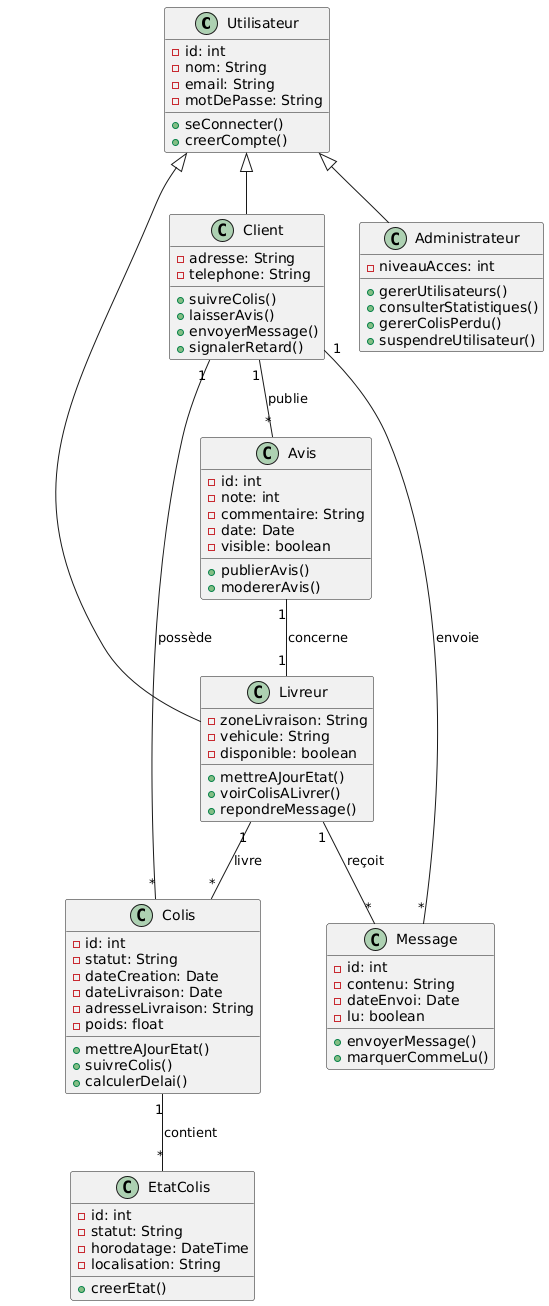 C Utilisateur
id: int
nom: String
email: String
motDePasse: String
seConnecter()
creerCompte()
C Client
adresse: String
telephone: String
suivreColis()
laisserAvis()
envoyerMessage()
signalerRetard()
C Administrateur
niveauAcces: int
gererUtilisateurs()
consulterStatistiques()
gererColisPerdu()
suspendreUtilisateur()
1
1
1
publie
*
C Avis
id: int
note: int
commentaire: String
date: Date
visible: boolean
publierAvis()
modererAvis()
1
possède
concerne
envoie
1
C Livreur
zoneLivraison: String
vehicule: String
disponible: boolean
mettreAJourEtat()
voirColisALivrer()
repondreMessage()
1
1
livre
reçoit
*
*
*
*
C Colis
id: int
statut: String
dateCreation: Date
dateLivraison: Date
adresseLivraison: String
poids: float
mettreAJourEtat()
suivreColis()
calculerDelai()
C Message
id: int
contenu: String
dateEnvoi: Date
lu: boolean
envoyerMessage()
marquerCommeLu()
1
contient
*
C EtatColis
id: int
statut: String
horodatage: DateTime
localisation: String
creerEtat()